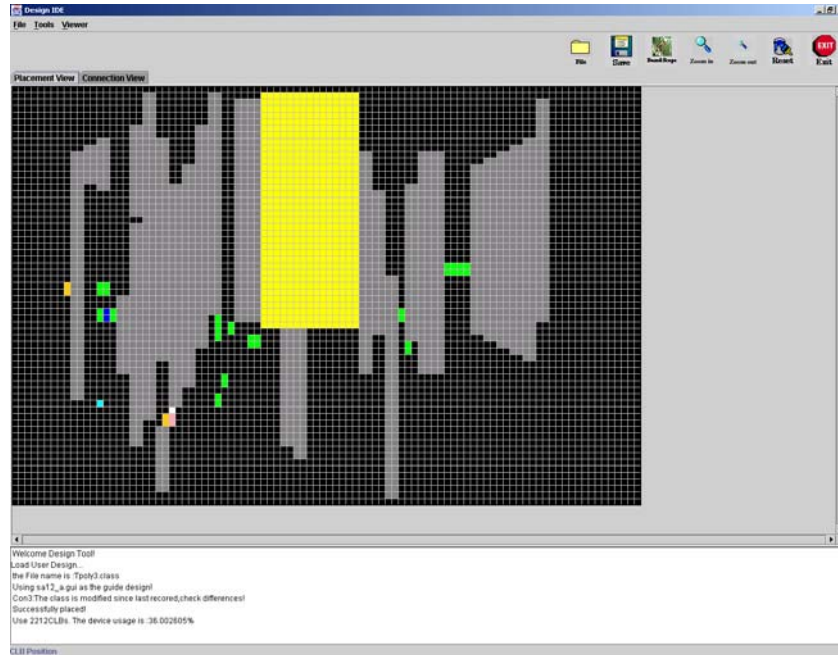 Design IDE
File Tools Viewer
File Save Zoom in Zoom out Reset Exit
EXIT
Placement View Connection View
Welcome Design Tool!
Load User Design...
the File name is :Tpoly3.class
Using sa12_a.gui as the guide design!
Con3:The class is modified since last recored,check differences!
Successfully placed!
Use 2212CLBs. The device usage is :36.002605%
CLB Position